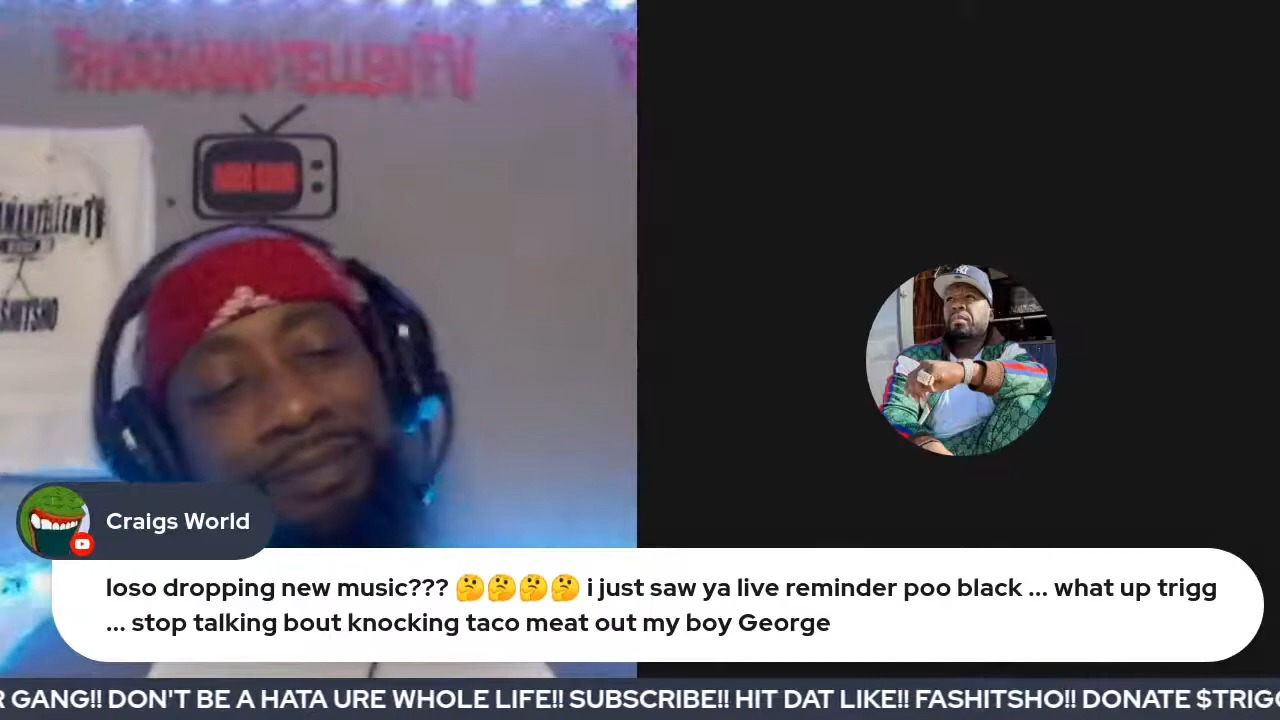 Craigs World
loso dropping new music??? 🤔🤔🤔🤔 i just saw ya live reminder poo black ... what up trigg
... stop talking bout knocking taco meat out my boy George
R GANG!! DON'T BE A HATA URE WHOLE LIFE!! SUBSCRIBE!! HIT DAT LIKE!! FASHITSHO!! DONATE $TRIGG